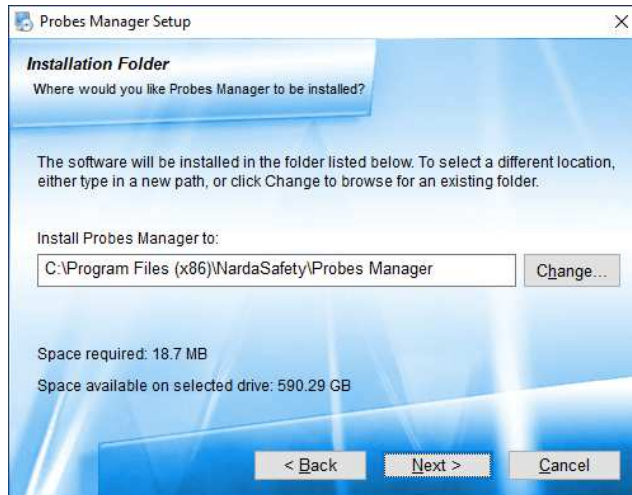 Probes Manager Setup
Installation Folder
Where would you like Probes Manager to be installed?
The software will be installed in the folder listed below. To select a different location,
either type in a new path, or click Change to browse for an existing folder.
Install Probes Manager to:
C:\Program Files (x86)\NardaSafety\Probes Manager
Change...
Space required: 18.7 MB
Space available on selected drive: 590.29 GB
< Back
Next >
Cancel